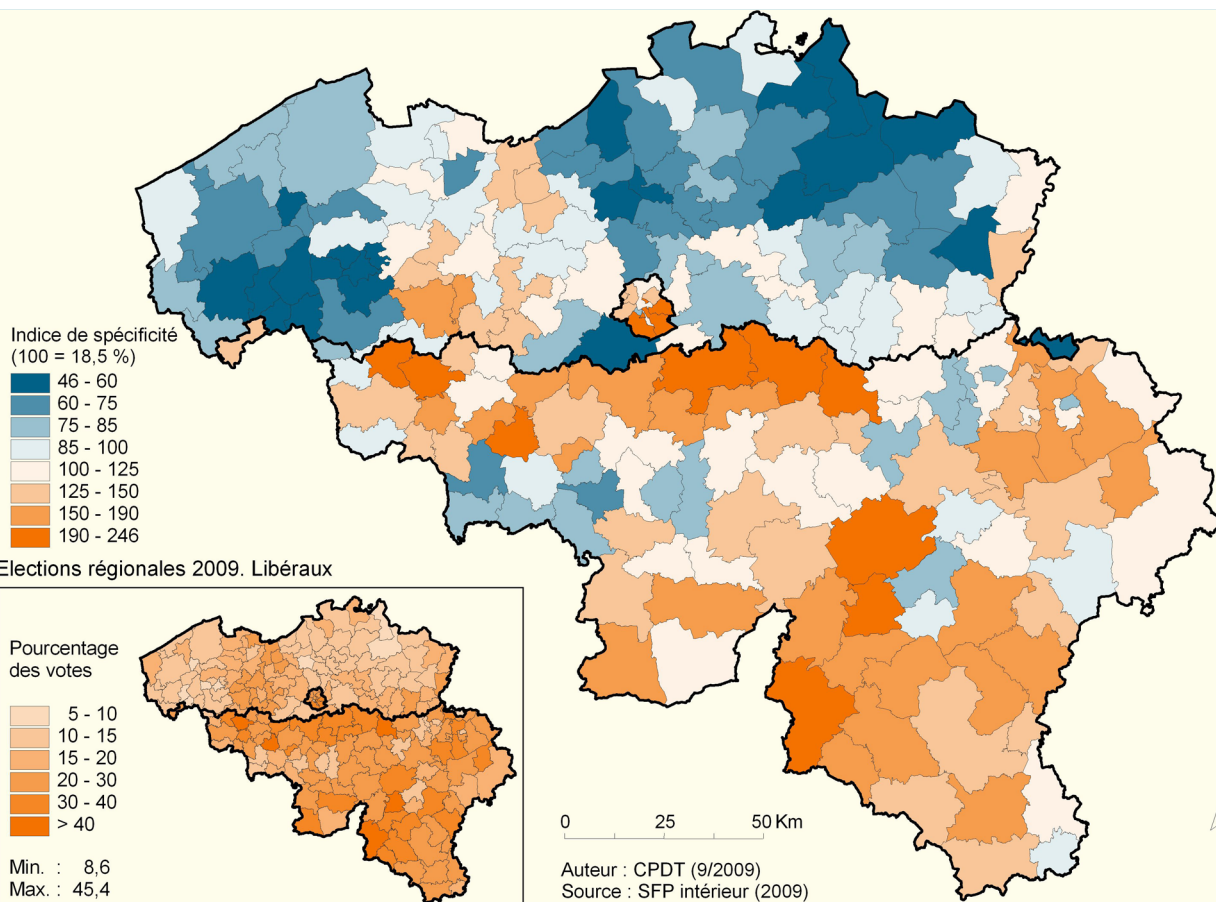 Indice de spécificité
(100 = 18,5 %)
46 - 60
60 - 75
75 - 85
85 - 100
100 - 125
125 - 150
150 - 190
190 - 246
Elections régionales 2009. Libéraux
Pourcentage
des votes
5 - 10
10 - 15
15 - 20
20 - 30
30 - 40
> 40
Min. : 8,6
Max. : 45,4
0 25 50 Km
Auteur : CPDT (9/2009)
Source : SFP intérieur (2009)